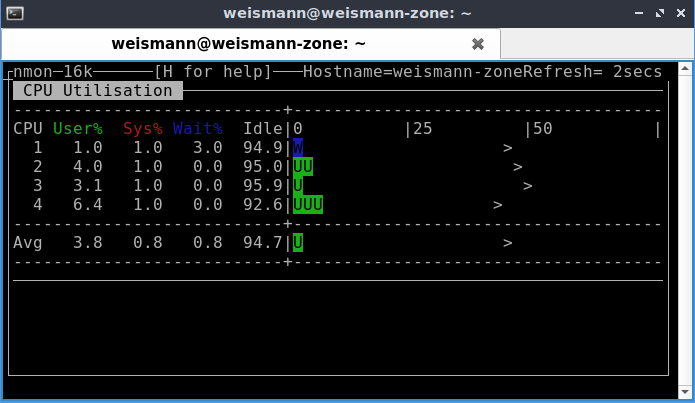 weismann@weismann-zone: ~
weismann@weismann-zone: ~
nmon─16k──────[H for help]───Hostname=weismann-zoneRefresh= 2secs
CPU Utilisation
---------------------------+-------------------------------------
CPU User%  Sys% Wait%  Idle|0          |25         |50          |
  1   1.0   1.0   3.0  94.9|W                    >
  2   4.0   1.0   0.0  95.0|UU                    >
  3   3.1   1.0   0.0  95.9|U                      >
  4   6.4   1.0   0.0  92.6|UUU                 >
---------------------------+-------------------------------------
Avg   3.8   0.8   0.8  94.7|U                    >
---------------------------+-------------------------------------